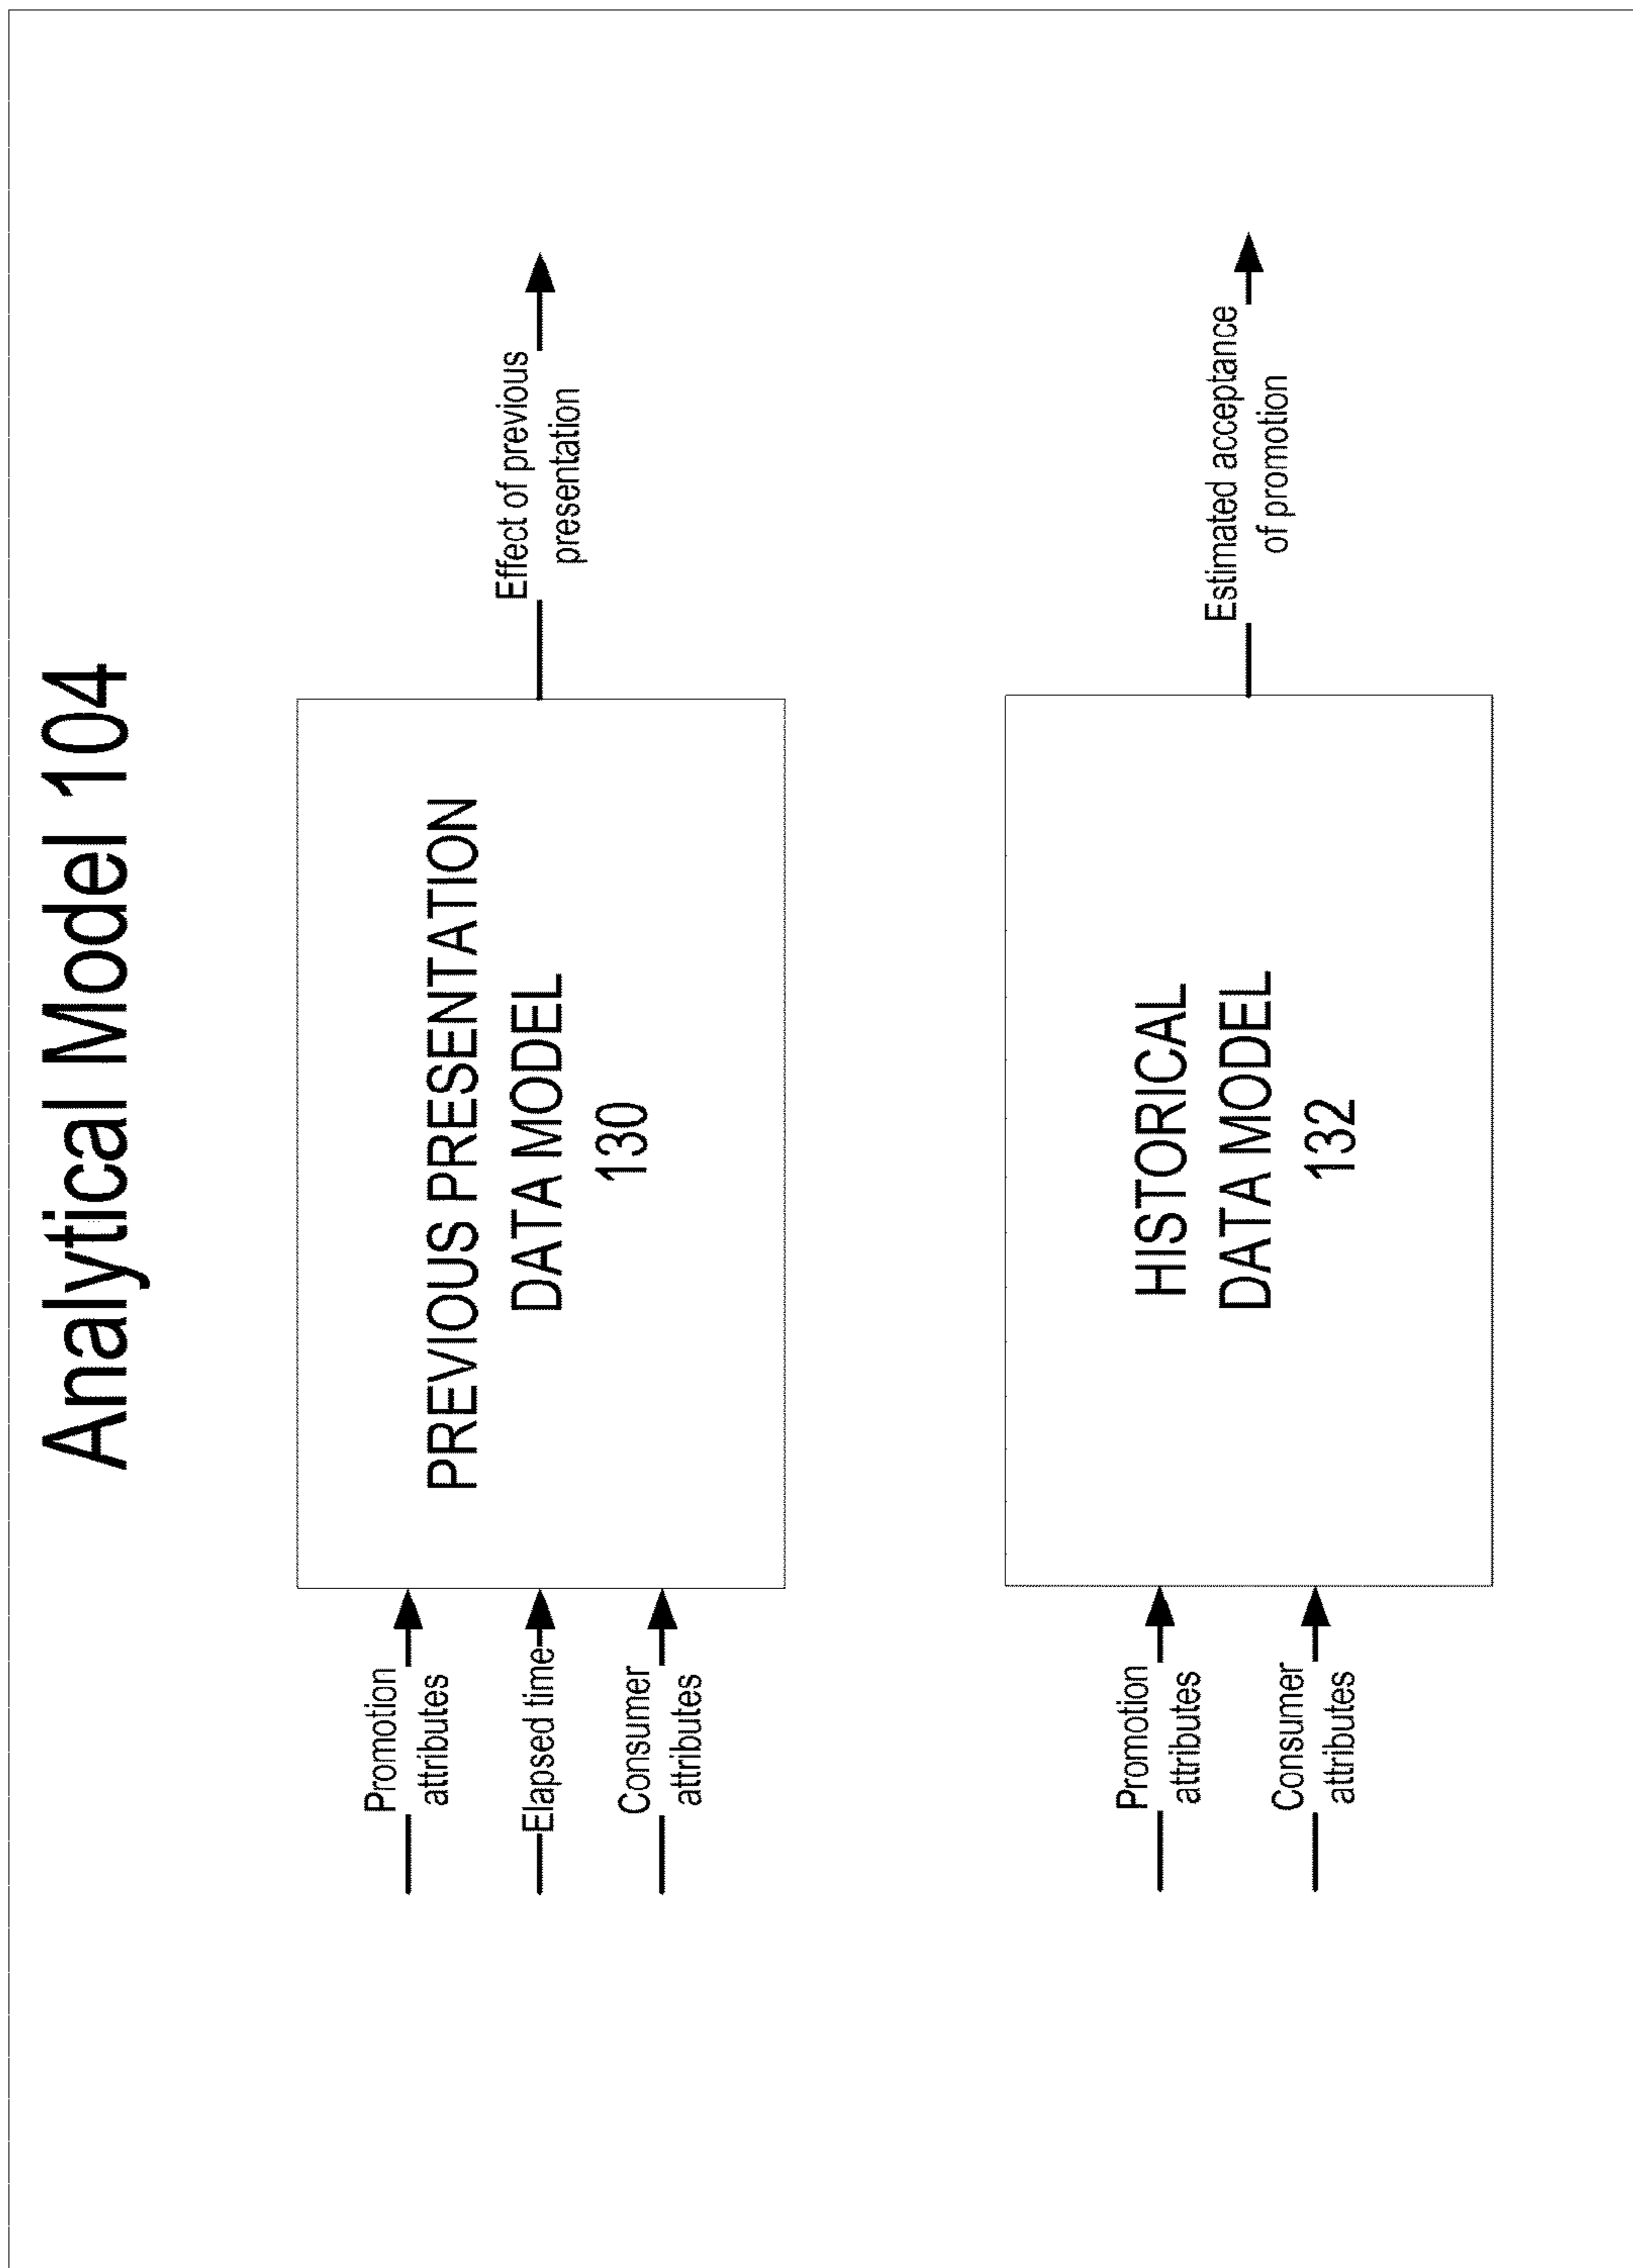 Analytical Model 104
Promotion
attributes
Elapsed time
Consumer
attributes
PREVIOUS PRESENTATION
DATA MODEL
130
Effect of previous
presentation
Promotion
attributes
Consumer
attributes
HISTORICAL
DATA MODEL
132
Estimated acceptance
of promotion